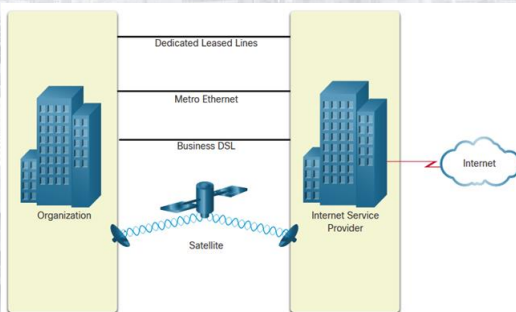 Dedicated Leased Lines
Metro Ethernet
Business DSL
Organization
Internet Service
Provider
Internet
Satellite